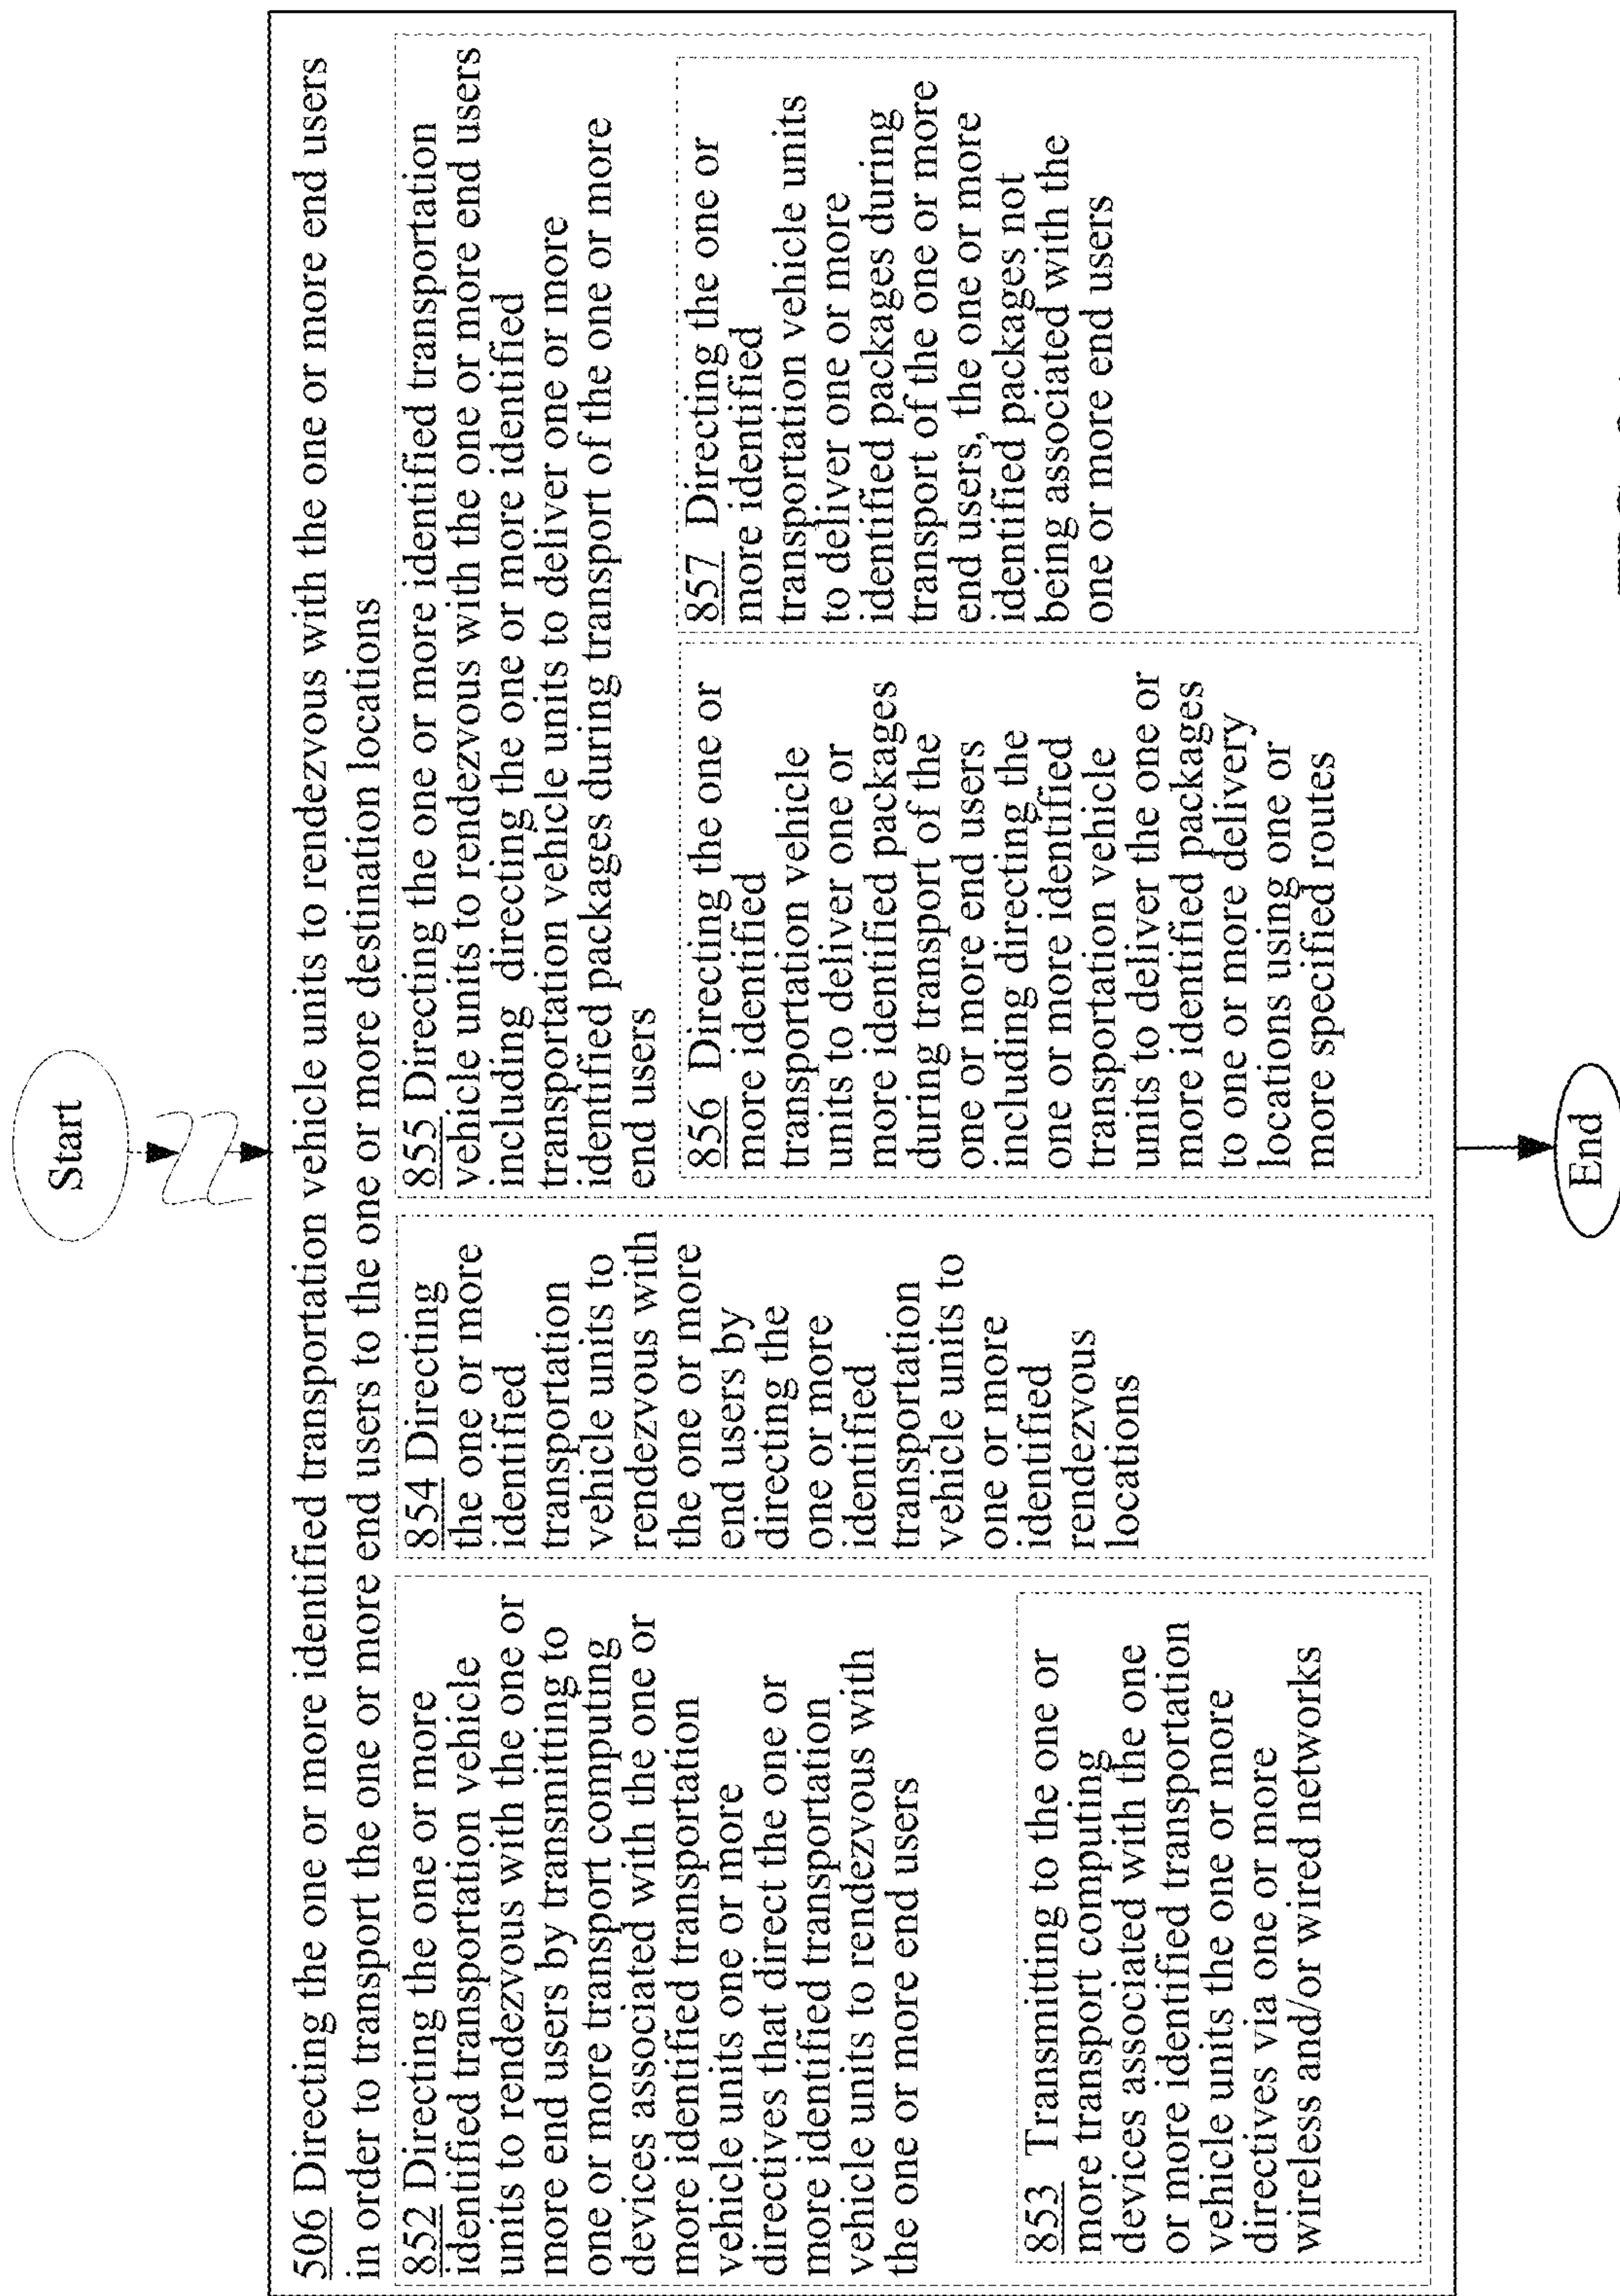 Start
506 Directing the one or more identified transportation vehicle units to rendezvous with the one or more end users
in order to transport the one or more end users to the one or more destination locations
852 Directing the one or more
identified transportation vehicle
units to rendezvous with the one or
more end users by transmitting to
one or more transport computing
devices associated with the one or
more identified transportation
vehicle units one or more
directives that direct the one or
more identified transportation
vehicle units to rendezvous with
the one or more end users
853 Transmitting to the one or
more transport computing
devices associated with the one
or more identified transportation
vehicle units the one or more
directives via one or more
wireless and/or wired networks
854 Directing
the one or more
identified
transportation
vehicle units to
rendezvous with
the one or more
end users by
directing the
one or more
identified
transportation
vehicle units to
one or more
identified
rendezvous
locations
855 Directing the one or more identified transportation
vehicle units to rendezvous with the one or more end users
including directing the one or more identified
transportation vehicle units to deliver one or more
identified packages during transport of the one or more
end users
856 Directing the one or
more identified
transportation vehicle
units to deliver one or
more identified packages
during transport of the
one or more end users
including directing the
one or more identified
transportation vehicle
units to deliver the one or
more identified packages
to one or more delivery
locations using one or
more specified routes
857 Directing the one or
more identified
transportation vehicle units
to deliver one or more
identified packages during
transport of the one or more
end users, the one or more
identified packages not
being associated with the
one or more end users
End